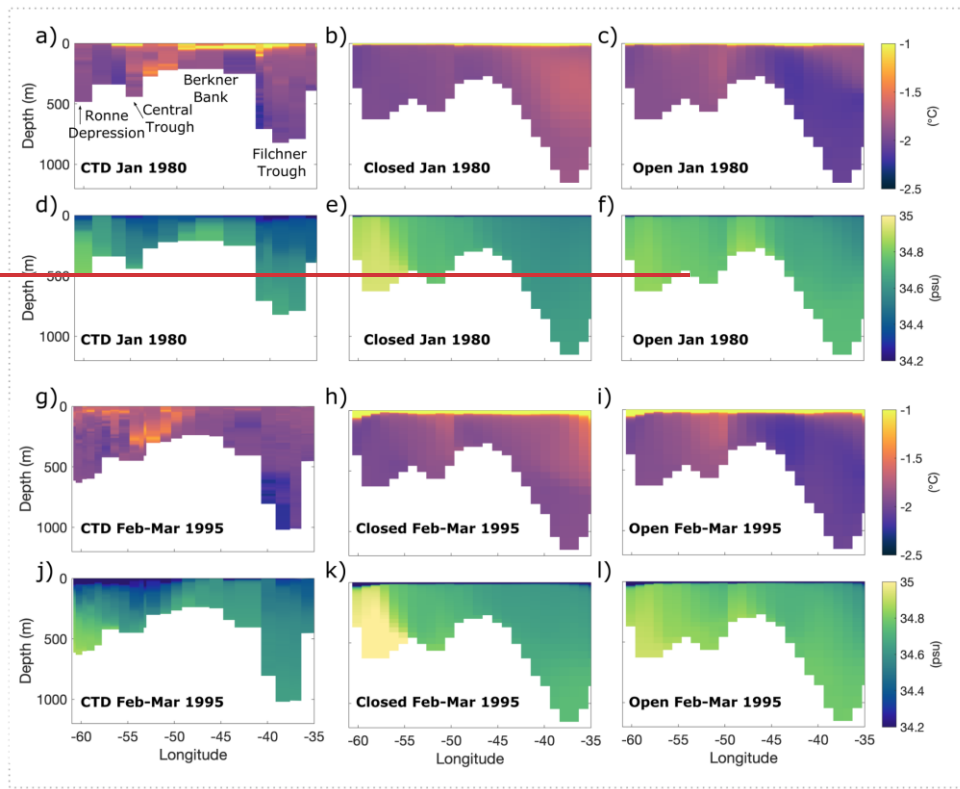 a)
b)
c)
0
500
1000
Depth (m)
Ronne
Depression
Central
Trough
Berkner
Bank
Filchner
Trough
CTD Jan 1980
Closed Jan 1980
Open Jan 1980
-1
-1.5
-2
-2.5
(°C)
d)
e)
f)
0
500
1000
Depth (m)
CTD Jan 1980
Closed Jan 1980
Open Jan 1980
35
34.8
34.6
34.4
34.2
(psu)
g)
h)
i)
0
500
1000
Depth (m)
CTD Feb-Mar 1995
Closed Feb-Mar 1995
Open Feb-Mar 1995
-1
-1.5
-2
-2.5
(°C)
j)
k)
l)
0
500
1000
Depth (m)
CTD Feb-Mar 1995
Closed Feb-Mar 1995
Open Feb-Mar 1995
35
34.8
34.6
34.4
34.2
(psu)
-60 -55 -50 -45 -40 -35
-60 -55 -50 -45 -40 -35
-60 -55 -50 -45 -40 -35
Longitude
Longitude
Longitude